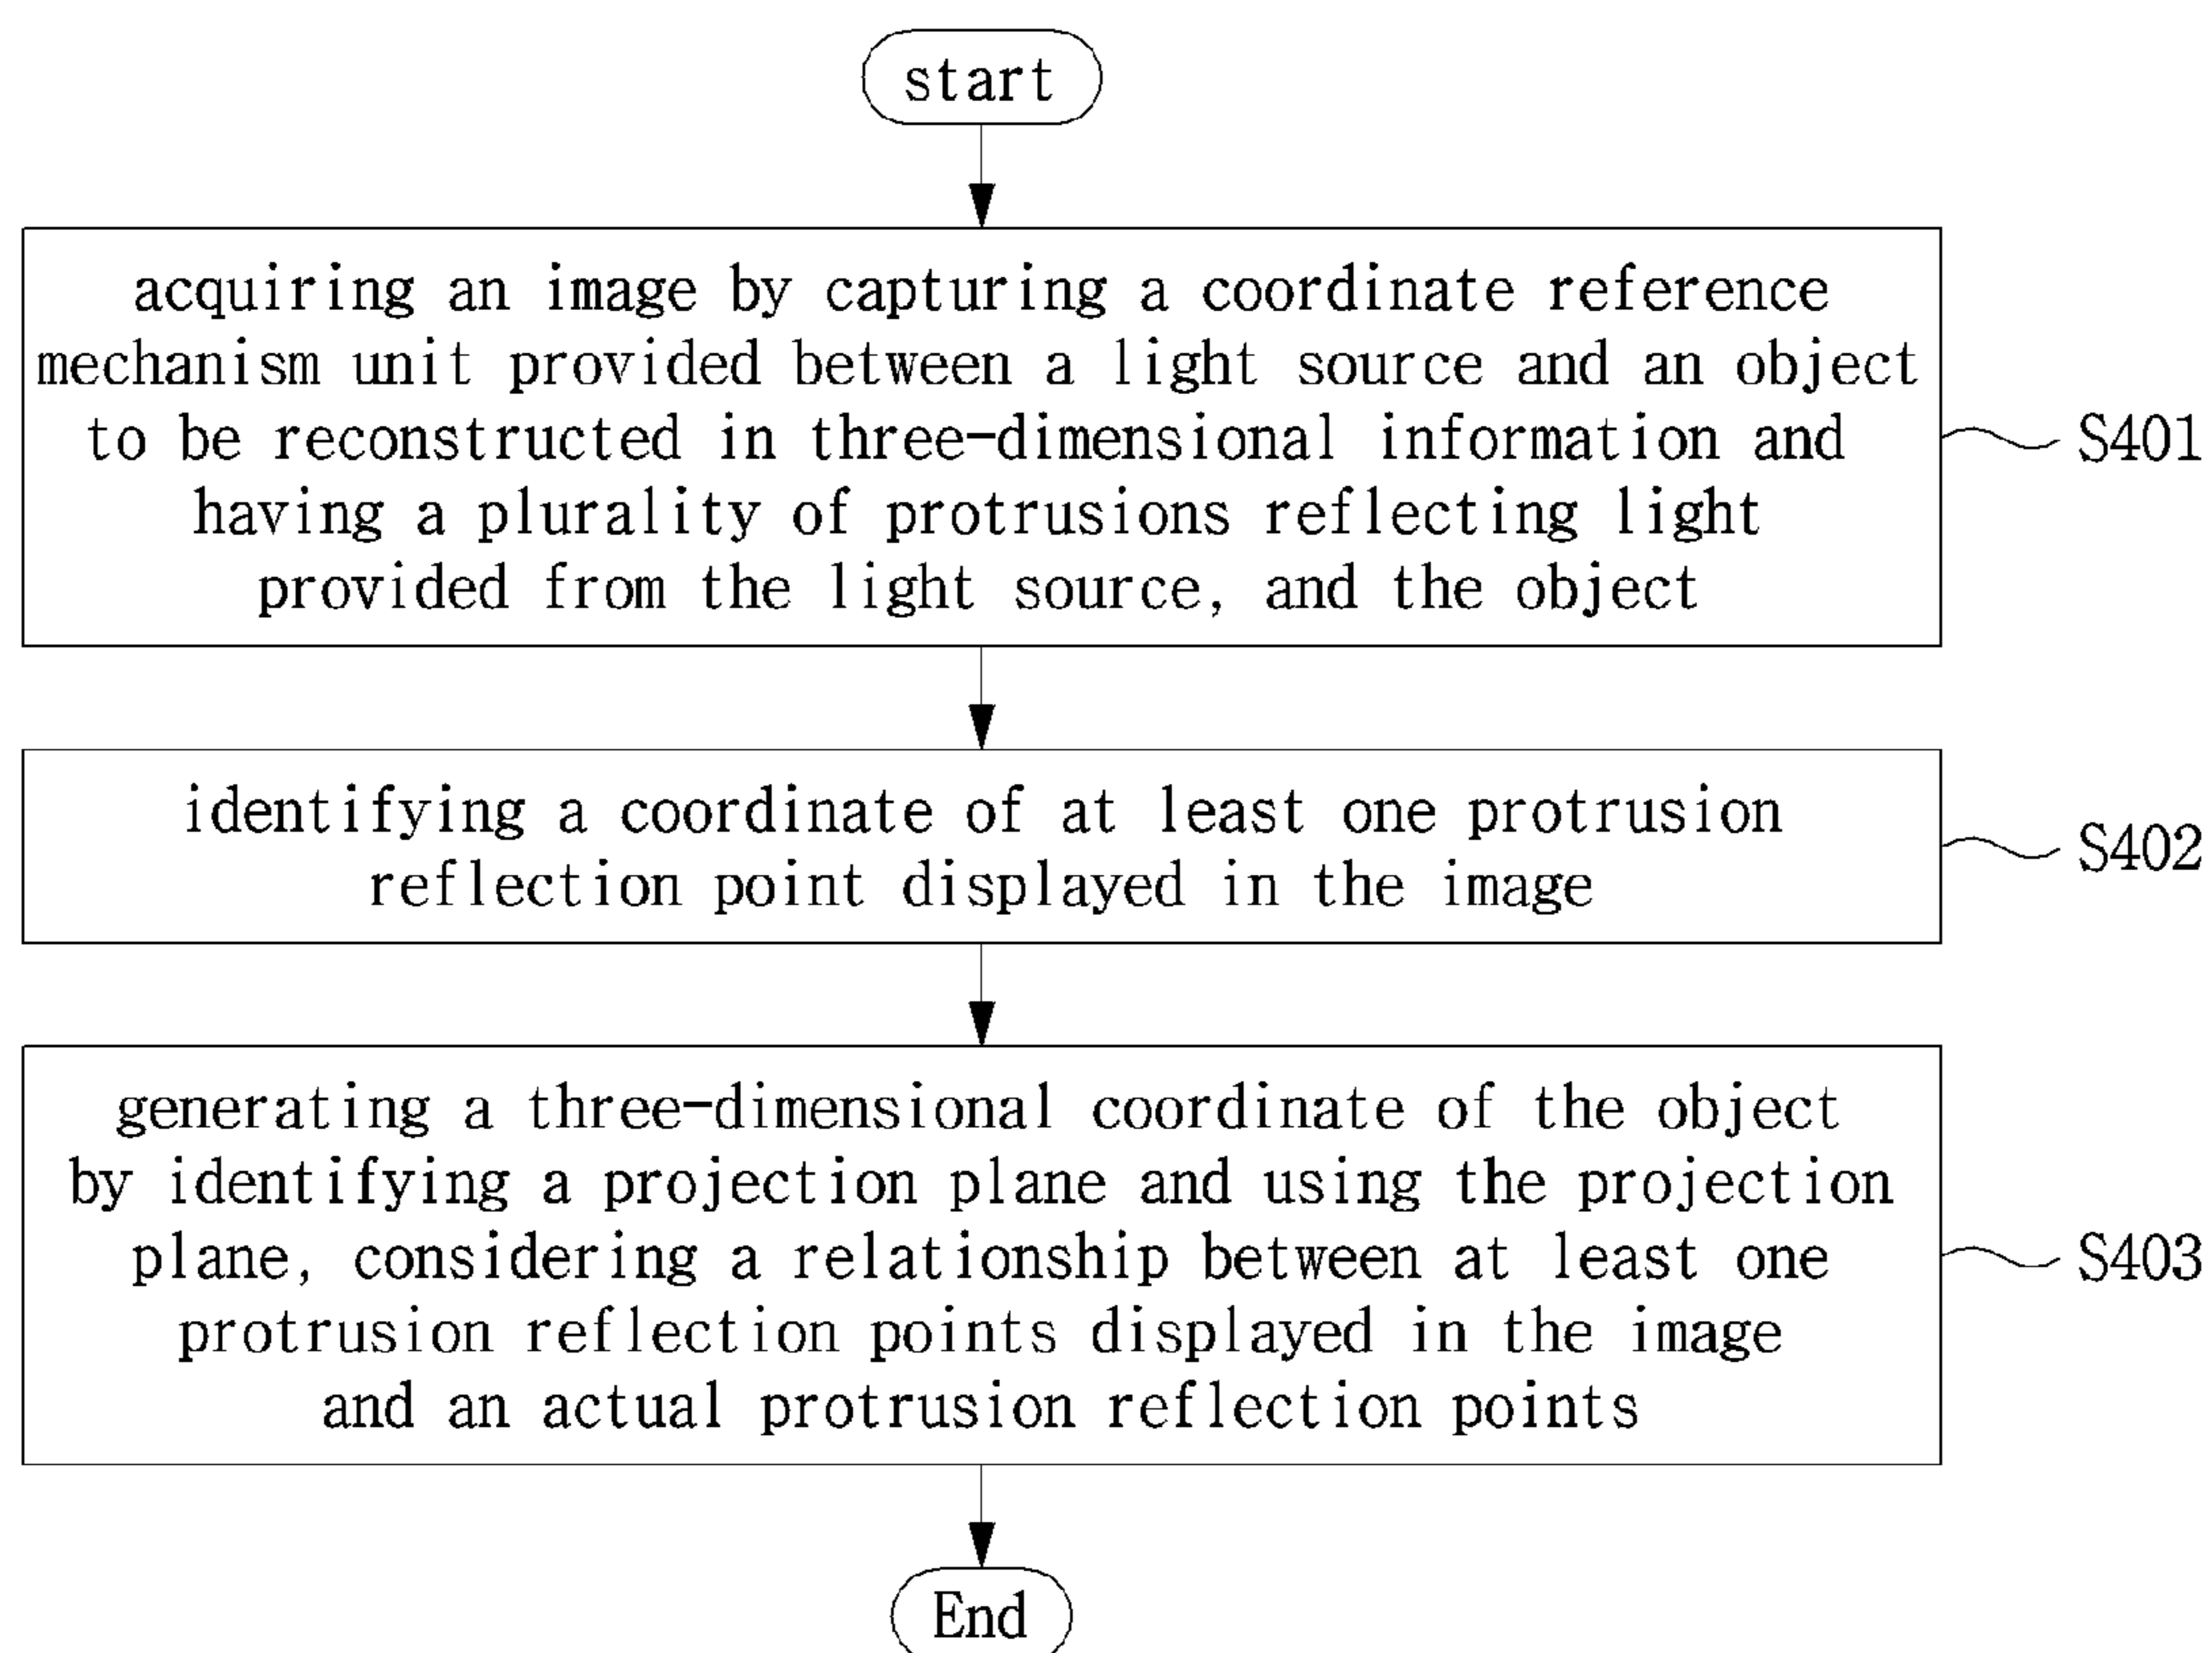 start
acquiring an image by capturing a coordinate reference
mechanism unit provided between a light source and an object
to be reconstructed in three-dimensional information and
having a plurality of protrusions reflecting light
provided from the light source, and the object
S401
identifying a coordinate of at least one protrusion
reflection point displayed in the image
S402
generating a three-dimensional coordinate of the object
by identifying a projection plane and using the projection
plane, considering a relationship between at least one
protrusion reflection points displayed in the image
and an actual protrusion reflection points
S403
End